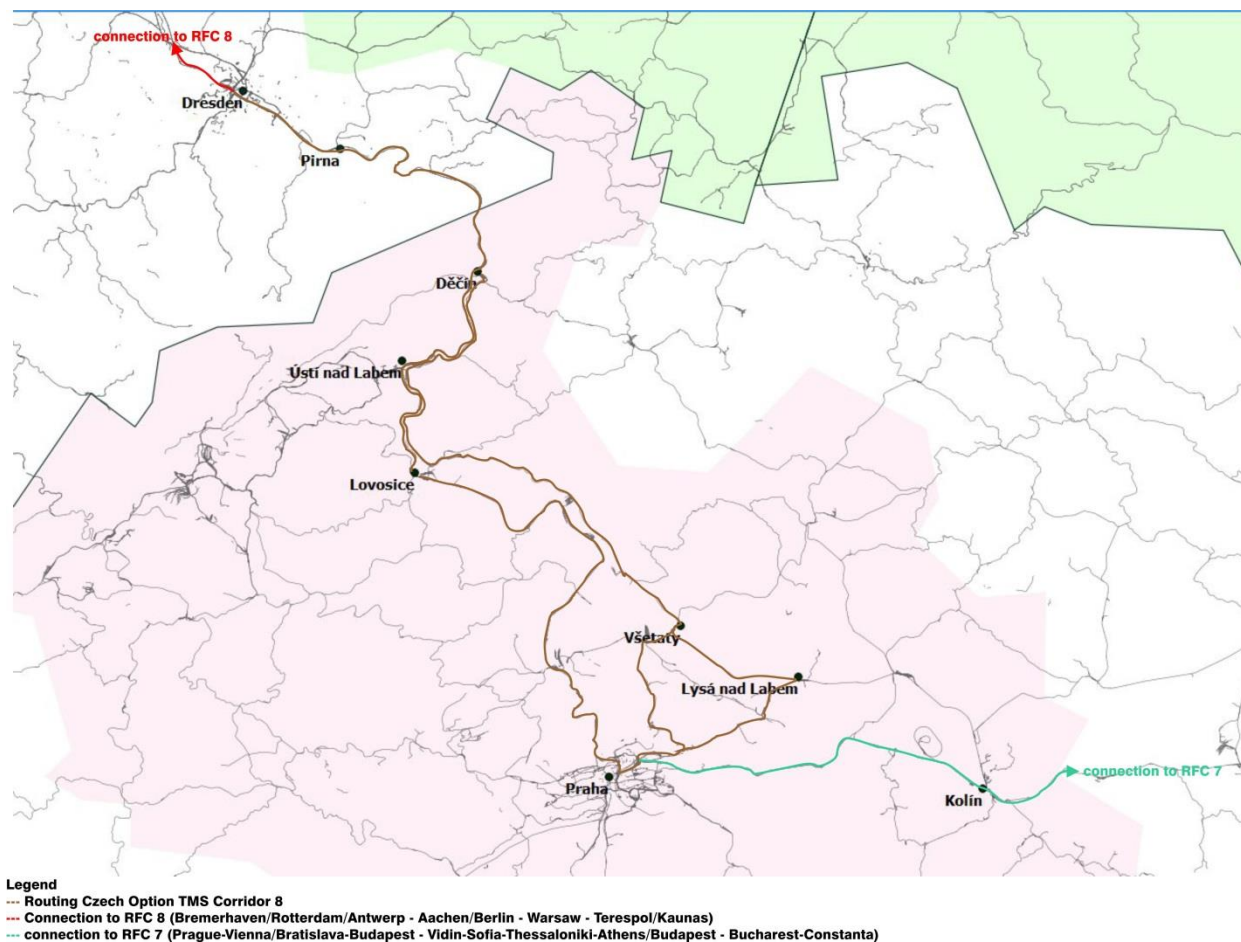 connection to RFC 8
Dresden
Pirna
Děčín
Ústí nad Labem
Lovosice
Všetaty
Lysá nad Labem
connection to RFC 7
Praha
Kolín
Legend
--- Routing Czech Option TMS Corridor 8
--- Connection to RFC 8 (Bremerhaven/Rotterdam/Antwerp - Aachen/Berlin - Warsaw - Terespol/Kaunas)
--- connection to RFC 7 (Prague-Vienna/Bratislava-Budapest - Vidin-Sofia-Thessaloniki-Athens/Budapest - Bucharest-Constanta)